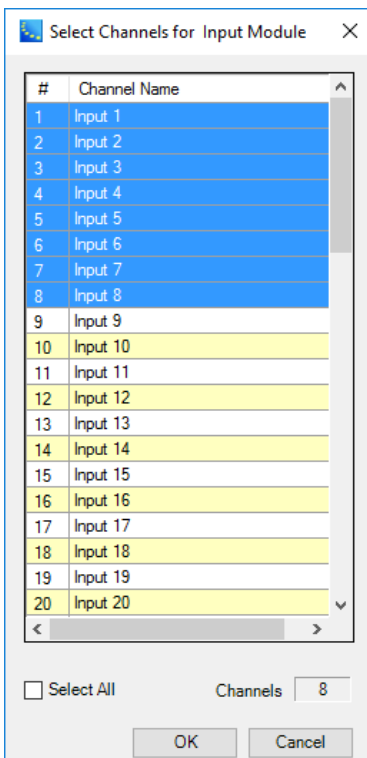 Select Channels for Input Module
# Channel Name
1 Input 1
2 Input 2
3 Input 3
4 Input 4
5 Input 5
6 Input 6
7 Input 7
8 Input 8
9 Input 9
10 Input 10
11 Input 11
12 Input 12
13 Input 13
14 Input 14
15 Input 15
16 Input 16
17 Input 17
18 Input 18
19 Input 19
20 Input 20
Select All Channels 8
OK Cancel